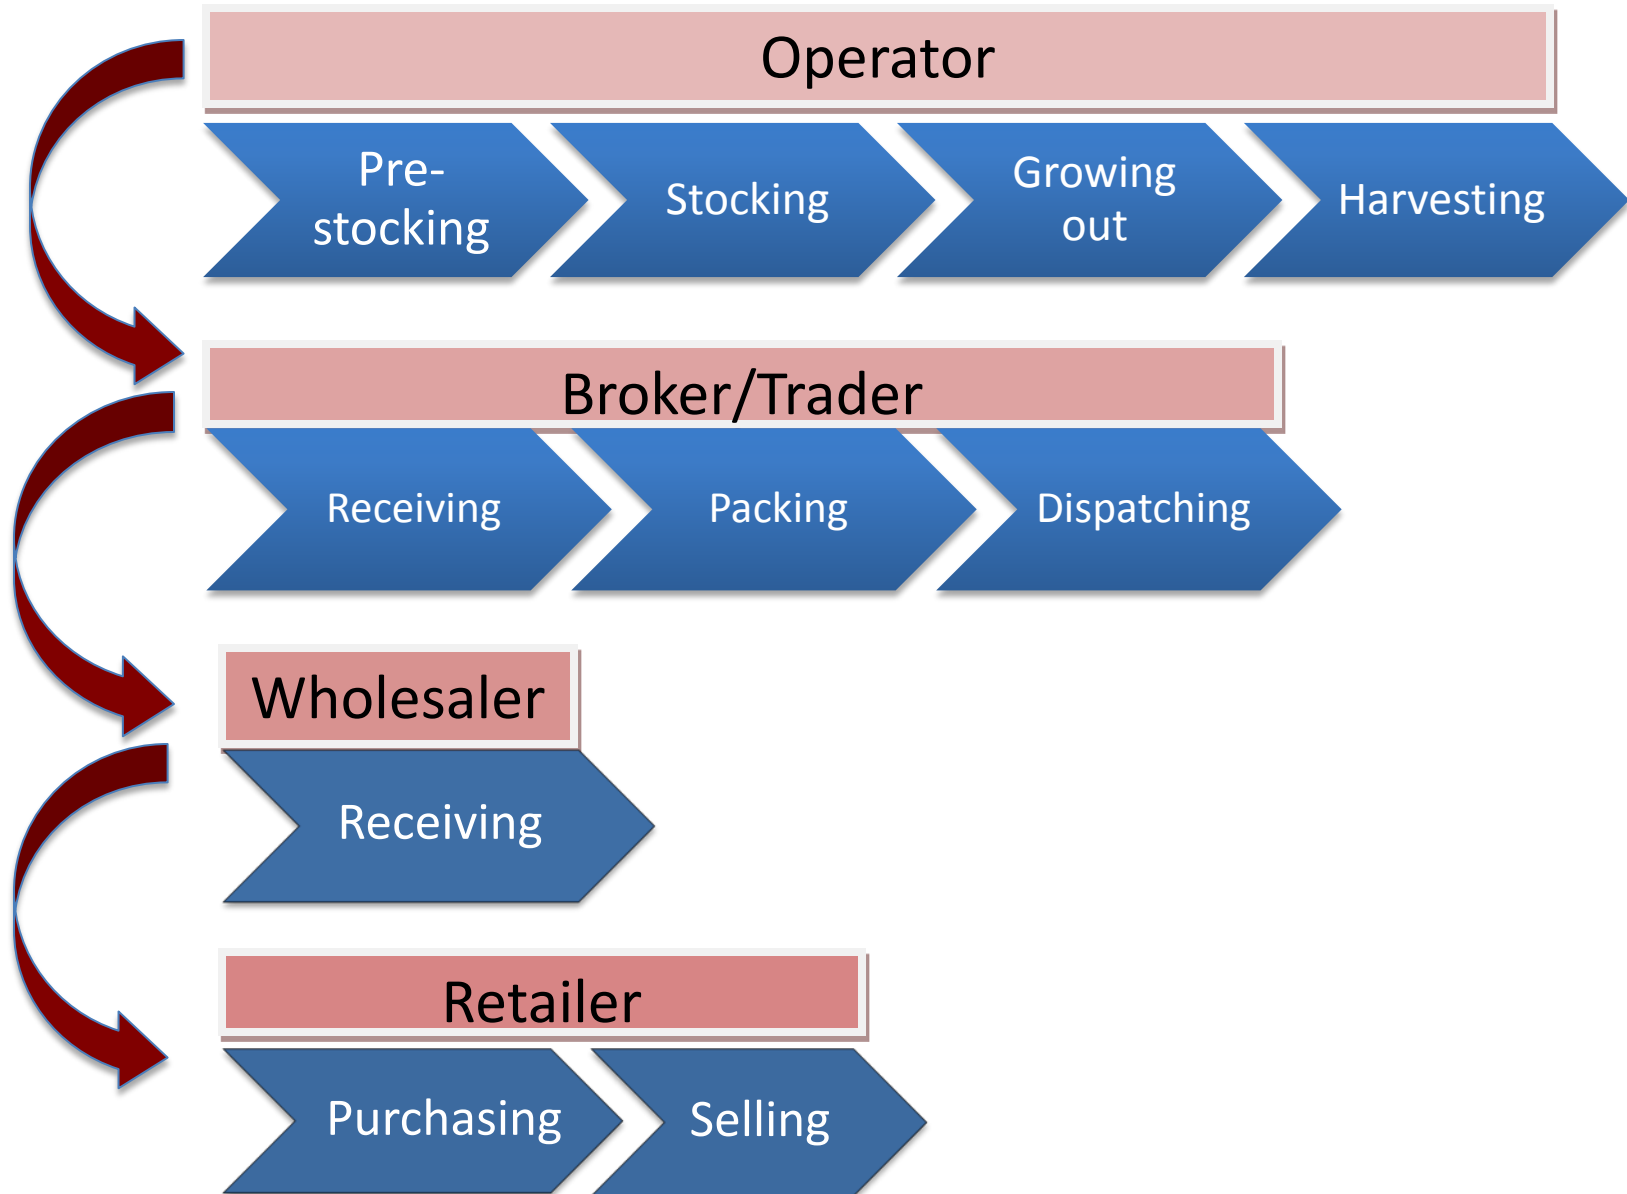 Operator
Pre-
stocking
Stocking
Growing
out
Harvesting
Broker/Trader
Receiving
Packing
Dispatching
Wholesaler
Receiving
Retailer
Purchasing
Selling